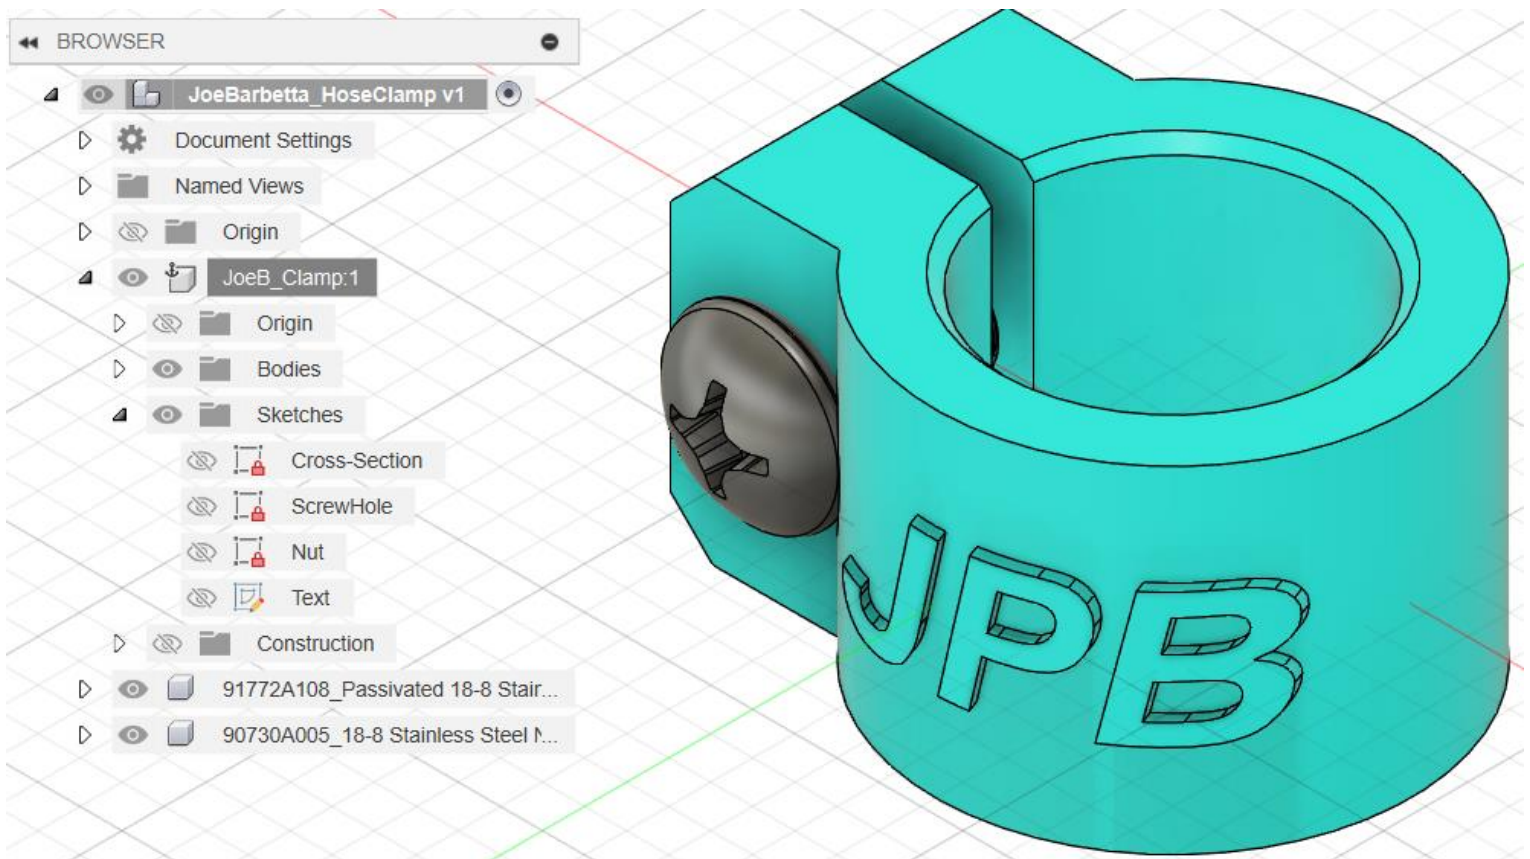 BROWSER
JoeBarbetta_HoseClamp v1
Document Settings
Named Views
Origin
JoeB_Clamp:1
Origin
Bodies
Sketches
Cross-Section
ScrewHole
Nut
Text
Construction
91772A108_Passivated 18-8 Stair...
90730A005_18-8 Stainless Steel N...
JPB